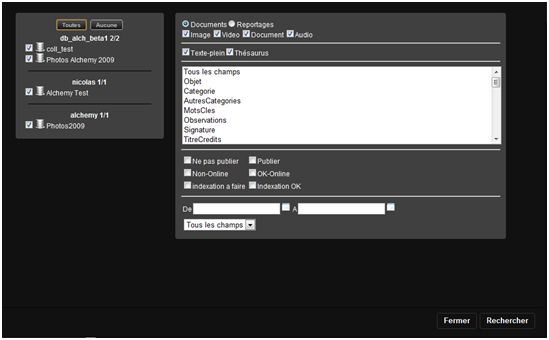 Toutes Aucune
db_alch_beta1 2/2
coll_test
Photos Alchemy 2009
nicolas 1/1
Alchemy Test
alchemy 1/1
Photos2009
Documents Reportages
Image Video Document Audio
Texte-plein Thésaurus
Tous les champs
Objet
Categorie
AutresCategories
MotsCles
Observations
Signature
TitreCredits
Ne pas publier Publier
Non-Online OK-Online
indexation a faire Indexation OK
De A
Tous les champs
Fermer Rechercher